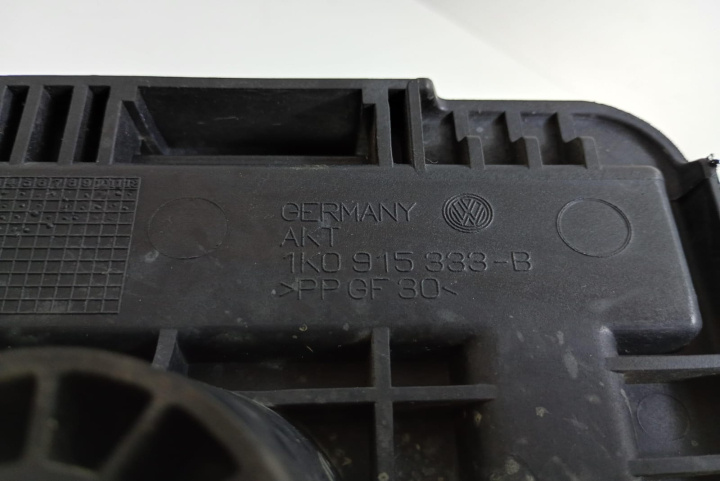 GERMANY
AKT
1K0 915 333-B
>PP GF 30<